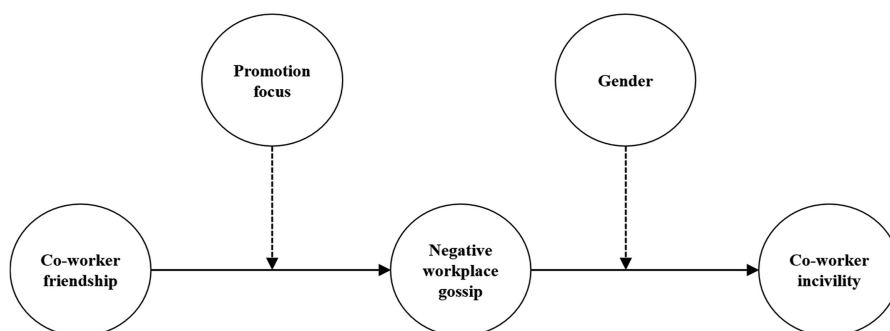 Promotion
focus
Gender
Co-worker
friendship
Negative
workplace
gossip
Co-worker
incivility